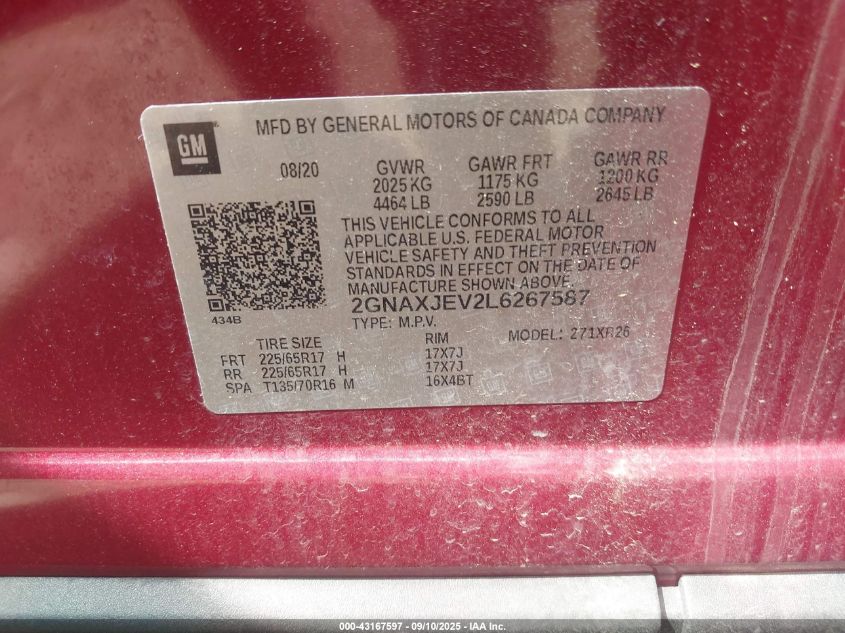 GM
MFD BY GENERAL MOTORS OF CANADA COMPANY
08/20
GVWR
2025 KG
4464 LB
GAWR FRT
1175 KG
2590 LB
GAWR RR
1200 KG
2645 LB
THIS VEHICLE CONFORMS TO ALL
APPLICABLE U.S. FEDERAL MOTOR
VEHICLE SAFETY AND THEFT PREVENTION
STANDARDS IN EFFECT ON THE DATE OF
MANUFACTURE SHOWN ABOVE.
2GNAXJEV2L6267587
434B
TYPE: M.P.V.
MODEL: 271XR26
TIRE SIZE RIM
FRT 225/65R17 H 17X7J
RR 225/65R17 H 17X7J
SPA T135/70R16 M 16X4BT
000-43167597 - 09/10/2025 - IAA Inc.